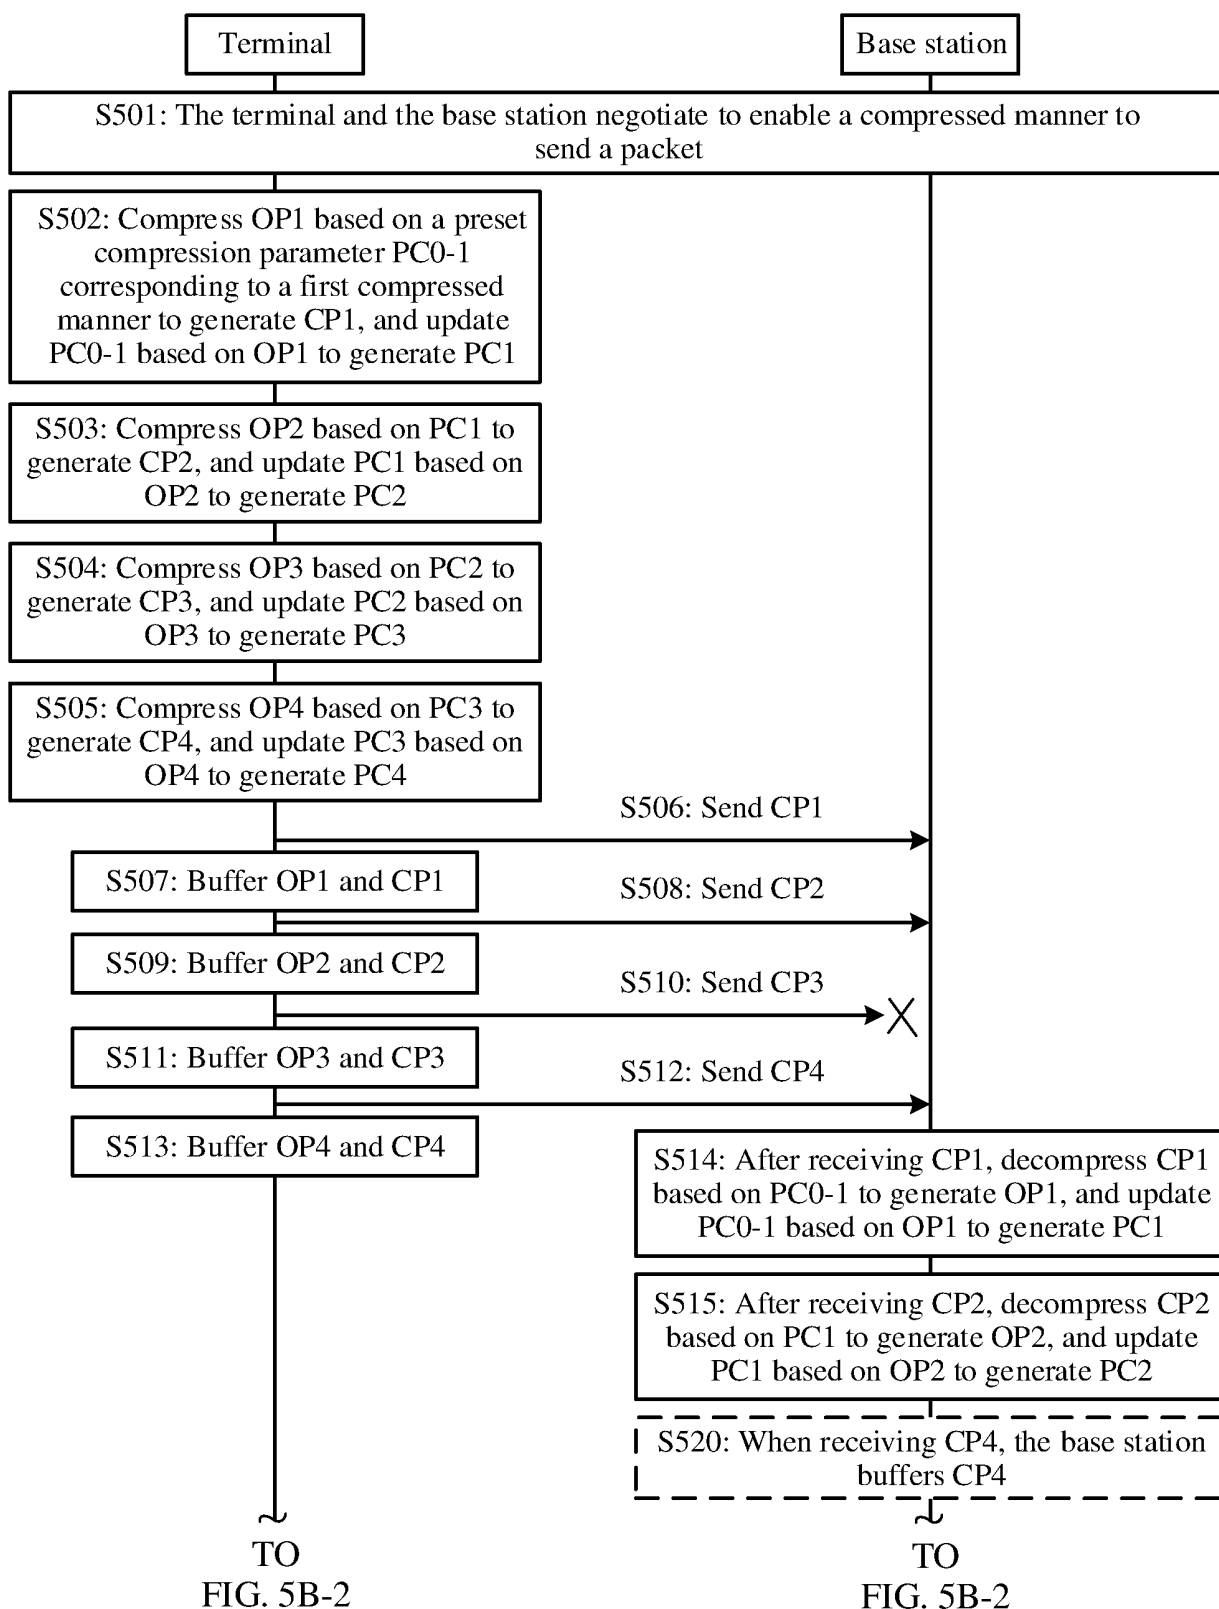 Terminal
Base station
S501: The terminal and the base station negotiate to enable a compressed manner to
send a packet
S502: Compress OP1 based on a preset
compression parameter PC0-1
corresponding to a first compressed
manner to generate CP1, and update
PC0-1 based on OP1 to generate PC1
S503: Compress OP2 based on PC1 to
generate CP2, and update PC1 based on
OP2 to generate PC2
S504: Compress OP3 based on PC2 to
generate CP3, and update PC2 based on
OP3 to generate PC3
S505: Compress OP4 based on PC3 to
generate CP4, and update PC3 based on
OP4 to generate PC4
S506: Send CP1
S507: Buffer OP1 and CP1
S508: Send CP2
S509: Buffer OP2 and CP2
S510: Send CP3
S511: Buffer OP3 and CP3
S512: Send CP4
S513: Buffer OP4 and CP4
S514: After receiving CP1, decompress CP1
based on PC0-1 to generate OP1, and update
PC0-1 based on OP1 to generate PC1
S515: After receiving CP2, decompress CP2
based on PC1 to generate OP2, and update
PC1 based on OP2 to generate PC2
S520: When receiving CP4, the base station
buffers CP4
TO
FIG. 5B-2
TO
FIG. 5B-2